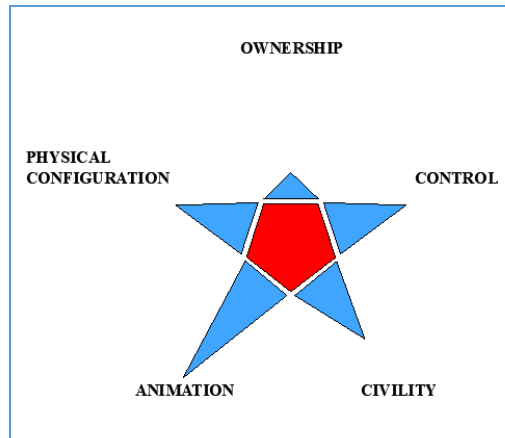 OWNERSHIP
PHYSICAL
CONFIGURATION
CONTROL
ANIMATION
CIVILITY